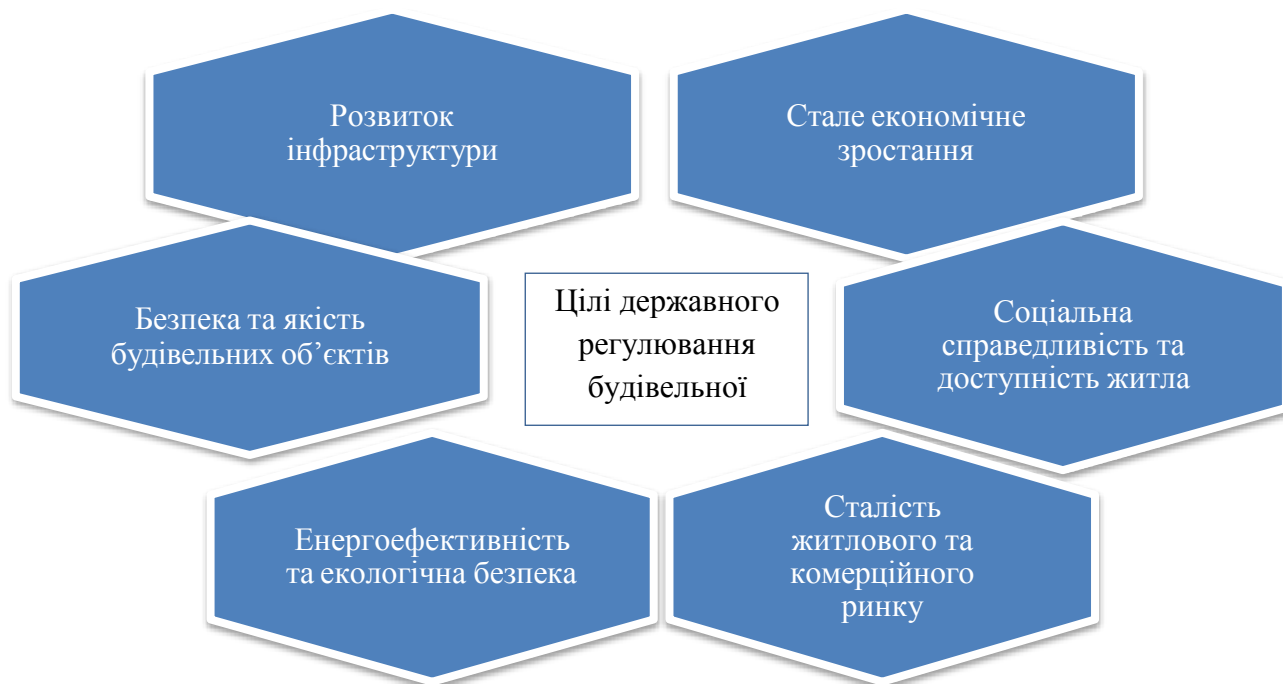 Розвиток
інфраструктури
Стале економічне
зростання
Безпека та якість
будівельних об’єктів
Цілі державного
регулювання
будівельної
Соціальна
справедливість та
доступність житла
Енергоефективність
та екологічна безпека
Сталість
житлового та
комерційного
ринку